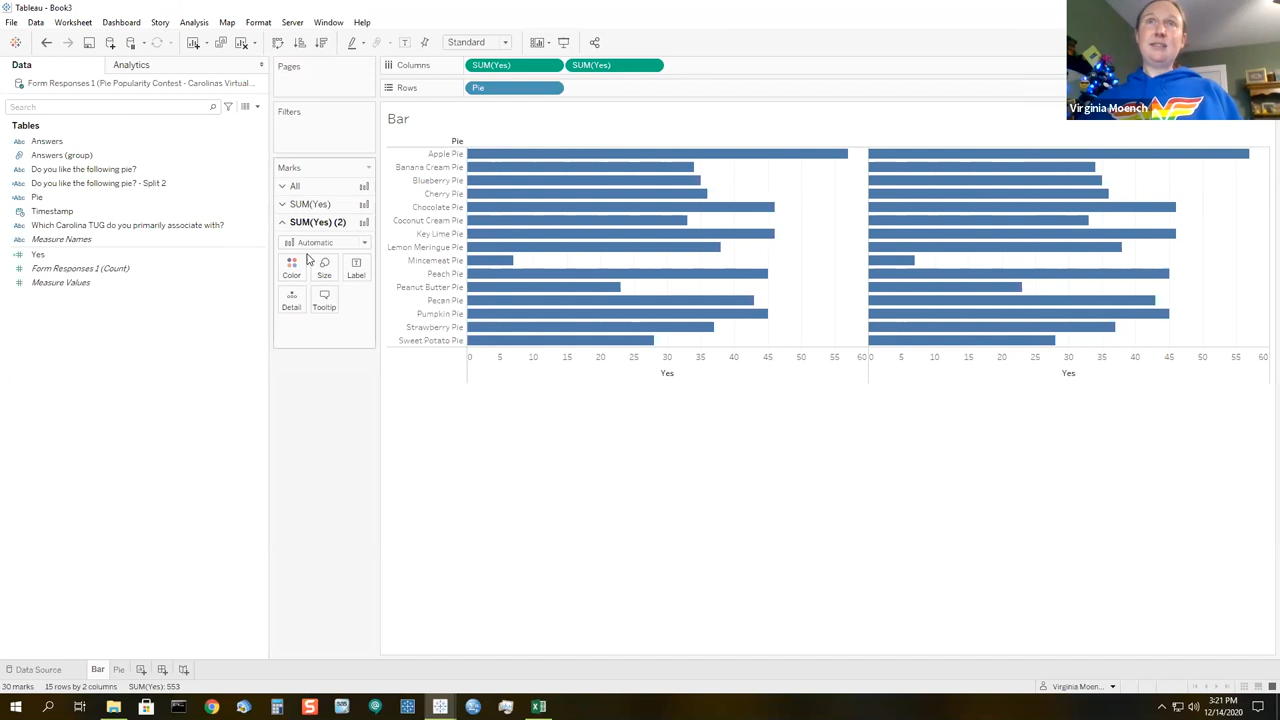 Tableau - Book3
File Data Worksheet Dashboard Story Analysis Map Format Server Window Help
Standard
Data Analytics
Form Responses 1 (Pie Popularity Contest - Carolinas Virtual...
Search
Tables
Abc Answers
Answers (group)
Abc Do you like the following pie?
Abc Do you like the following pie? - Split 2
Abc Pie
Timestamp
Abc Which Carolina TUG do you primarily associate with?
Abc Measure Names
# Yes
# Form Responses 1 (Count)
# Measure Values
Pages
Filters
Marks
All
SUM(Yes)
SUM(Yes) (2)
Automatic
Color Size Label
Detail Tooltip
Columns SUM(Yes) SUM(Yes)
Rows Pie
Bar
Pie
Apple Pie
Banana Cream Pie
Blueberry Pie
Cherry Pie
Chocolate Pie
Coconut Cream Pie
Key Lime Pie
Lemon Meringue Pie
Mincemeat Pie
Peach Pie
Peanut Butter Pie
Pecan Pie
Pumpkin Pie
Strawberry Pie
Sweet Potato Pie
0 5 10 15 20 25 30 35 40 45 50 55 60 0 5 10 15 20 25 30 35 40 45 50 55 60
Yes Yes
Virginia Moench
Data Source Bar Pie
30 marks 15 rows by 2 columns SUM(Yes): 553
Virginia Moen...
3:21 PM
12/14/2020